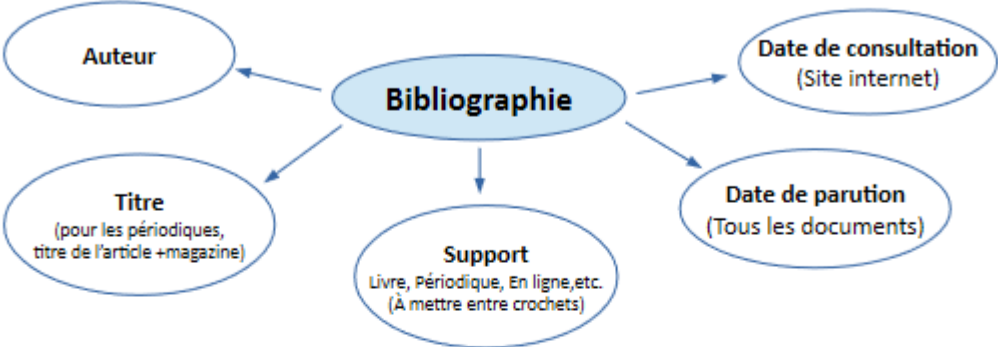 Auteur
Bibliographie
Date de consultation
(Site internet)
Titre
(pour les périodiques,
titre de l'article +magazine)
Support
Livre, Périodique, En ligne,etc.
(À mettre entre crochets)
Date de parution
(Tous les documents)